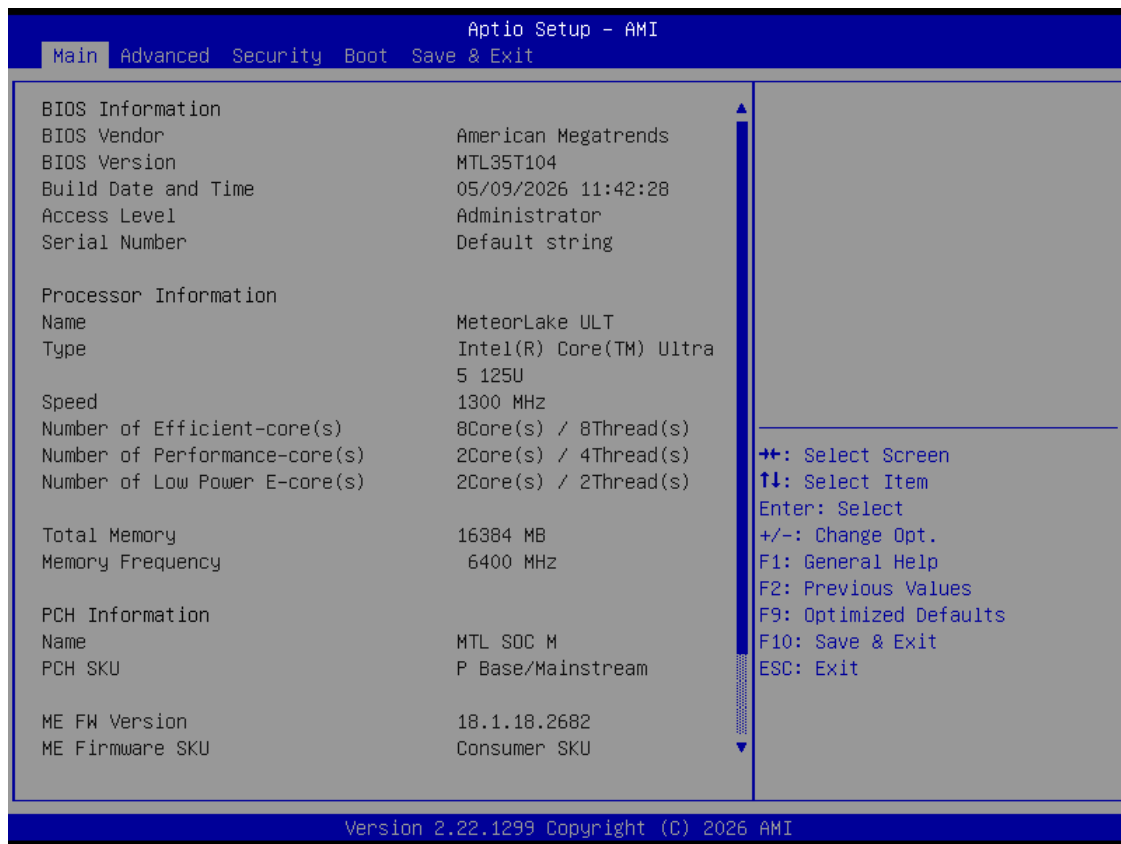 Aptio Setup – AMI
Main Advanced Security Boot Save & Exit
BIOS Information
BIOS Vendor American Megatrends
BIOS Version MTL35T104
Build Date and Time 05/09/2026 11:42:28
Access Level Administrator
Serial Number Default string
Processor Information
Name MeteorLake ULT
Type Intel(R) Core(TM) Ultra
5 125U
Speed 1300 MHz
Number of Efficient-core(s) 8Core(s) / 8Thread(s)
Number of Performance-core(s) 2Core(s) / 4Thread(s)
Number of Low Power E-core(s) 2Core(s) / 2Thread(s)
Total Memory 16384 MB
Memory Frequency 6400 MHz
PCH Information
Name MTL SOC M
PCH SKU P Base/Mainstream
ME FW Version 18.1.18.2682
ME Firmware SKU Consumer SKU
→←: Select Screen
↑↓: Select Item
Enter: Select
+/-: Change Opt.
F1: General Help
F2: Previous Values
F9: Optimized Defaults
F10: Save & Exit
ESC: Exit
Version 2.22.1299 Copyright (C) 2026 AMI